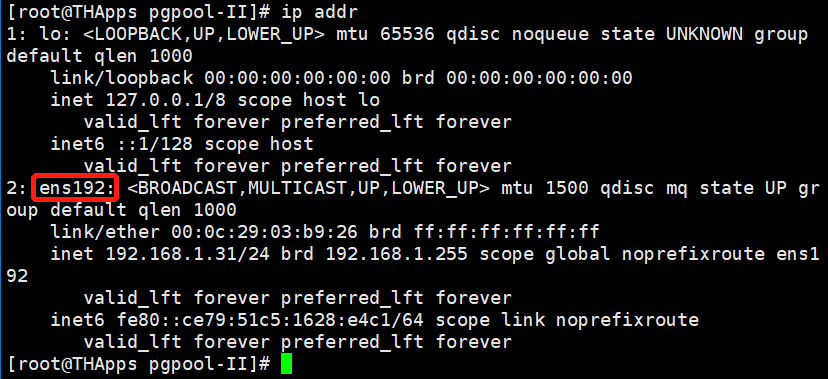 [root@THApps pgpool-II]# ip addr
1: lo: <LOOPBACK,UP,LOWER_UP> mtu 65536 qdisc noqueue state UNKNOWN group
default qlen 1000
    link/loopback 00:00:00:00:00:00 brd 00:00:00:00:00:00
    inet 127.0.0.1/8 scope host lo
       valid_lft forever preferred_lft forever
    inet6 ::1/128 scope host
       valid_lft forever preferred_lft forever
2: ens192: <BROADCAST,MULTICAST,UP,LOWER_UP> mtu 1500 qdisc mq state UP gr
oup default qlen 1000
    link/ether 00:0c:29:03:b9:26 brd ff:ff:ff:ff:ff:ff
    inet 192.168.1.31/24 brd 192.168.1.255 scope global noprefixroute ens1
92
       valid_lft forever preferred_lft forever
    inet6 fe80::ce79:51c5:1628:e4c1/64 scope link noprefixroute
       valid_lft forever preferred_lft forever
[root@THApps pgpool-II]#